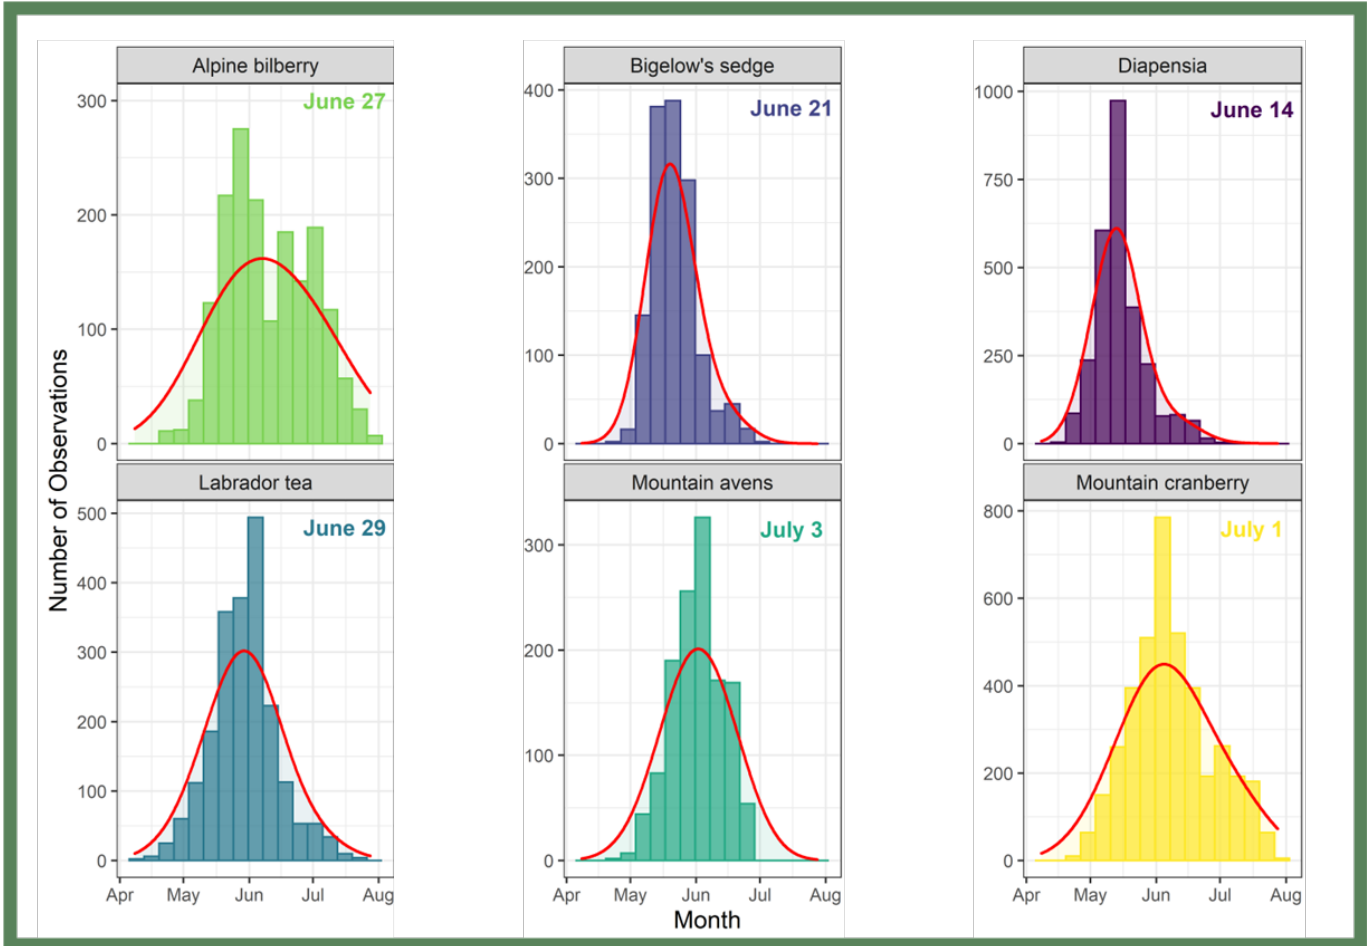 Alpine bilberry
Bigelow's sedge
Diapensia
300
200
100
0
June 27
400
300
200
100
0
June 21
1000
750
500
250
0
June 14
Number of Observations
Labrador tea
Mountain avens
Mountain cranberry
500
400
300
200
100
0
June 29
300
200
100
0
July 3
800
600
400
200
0
July 1
Apr May Jun Jul Aug
Apr May Jun Jul Aug
Apr May Jun Jul Aug
Month